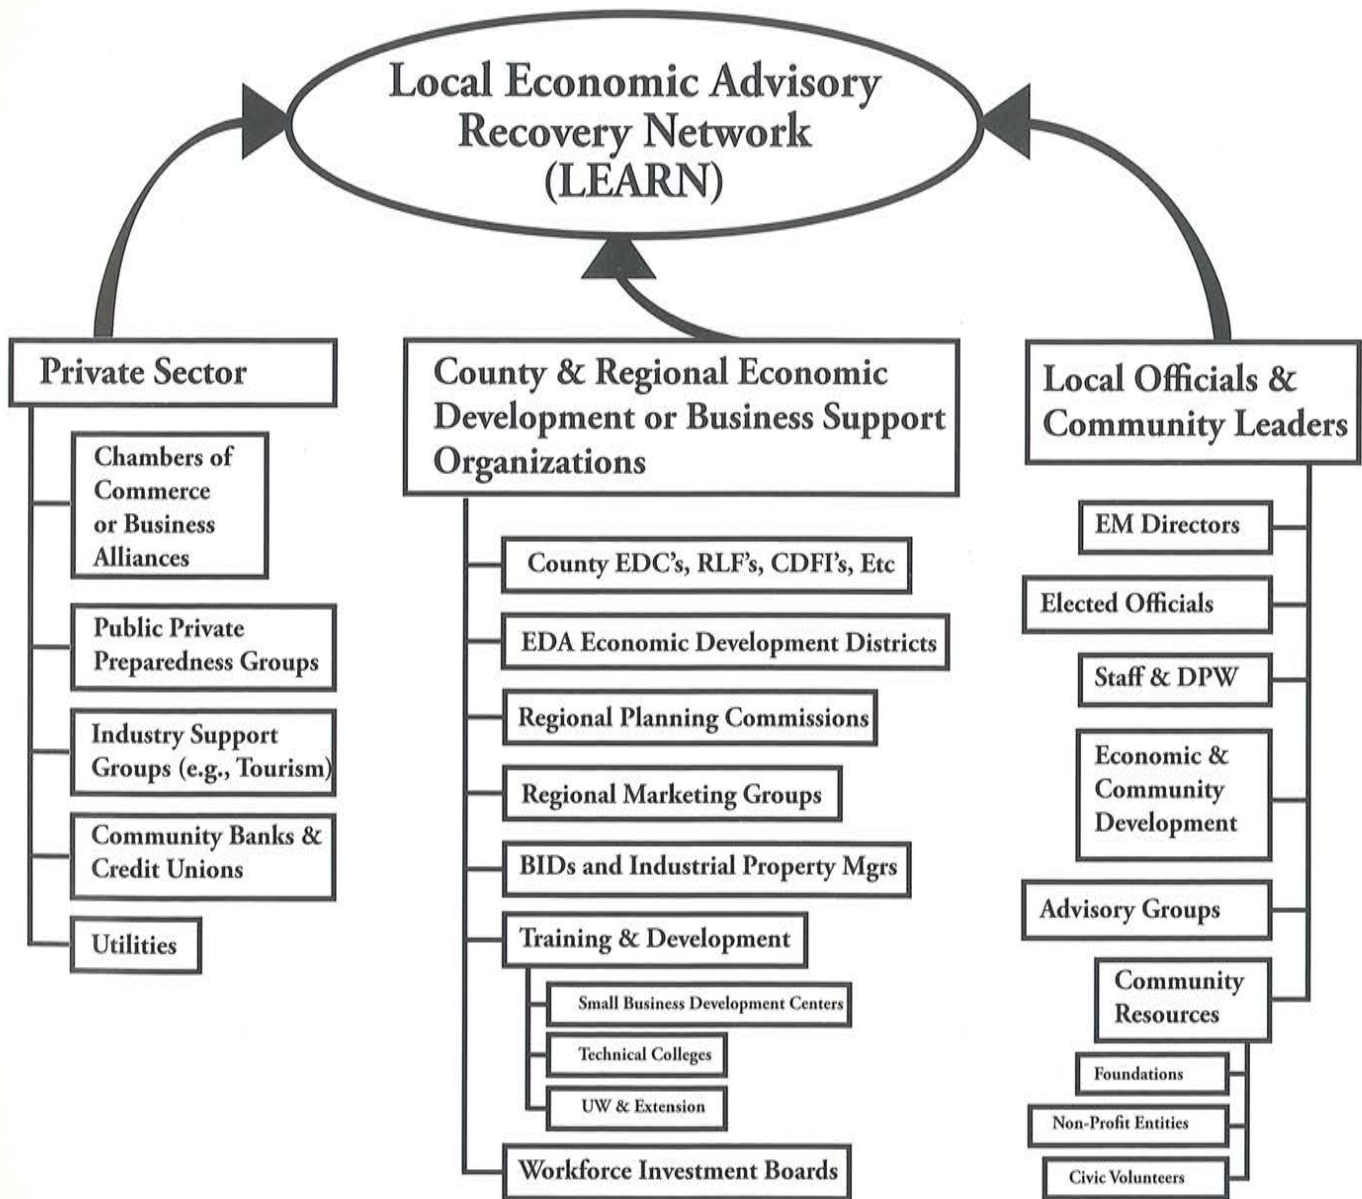 Local Economic Advisory
Recovery Network
(LEARN)
Private Sector
Chambers of
Commerce
or Business
Alliances
Public Private
Preparedness Groups
Industry Support
Groups (e.g., Tourism)
Community Banks &
Credit Unions
Utilities
County & Regional Economic
Development or Business Support
Organizations
County EDC's, RLF's, CDFI's, Etc
EDA Economic Development Districts
Regional Planning Commissions
Regional Marketing Groups
BIDs and Industrial Property Mgrs
Training & Development
Small Business Development Centers
Technical Colleges
UW & Extension
Workforce Investment Boards
Local Officials &
Community Leaders
EM Directors
Elected Officials
Staff & DPW
Economic &
Community
Development
Advisory Groups
Community
Resources
Foundations
Non-Profit Entities
Civic Volunteers